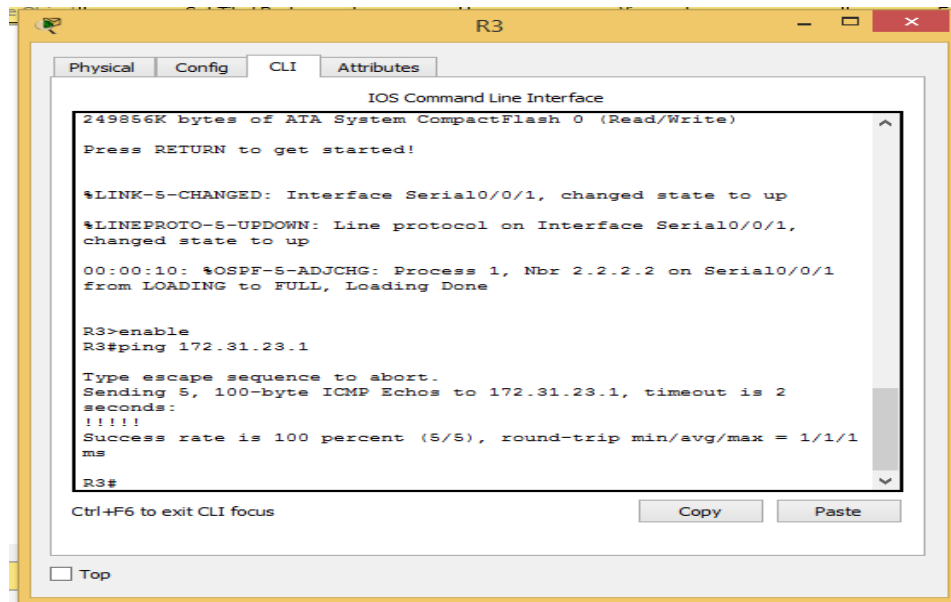 R3
Physical Config CLI Attributes
IOS Command Line Interface
249856K bytes of ATA System CompactFlash 0 (Read/Write)
Press RETURN to get started!
%LINK-5-CHANGED: Interface Serial0/0/1, changed state to up
%LINEPROTO-5-UPDOWN: Line protocol on Interface Serial0/0/1,
changed state to up
00:00:10: %OSPF-5-ADJCHG: Process 1, Nbr 2.2.2.2 on Serial0/0/1
from LOADING to FULL, Loading Done
R3>enable
R3#ping 172.31.23.1
Type escape sequence to abort.
Sending 5, 100-byte ICMP Echos to 172.31.23.1, timeout is 2
seconds:
!!!!!
Success rate is 100 percent (5/5), round-trip min/avg/max = 1/1/1
ms
R3#
Ctrl+F6 to exit CLI focus
Copy Paste
Top